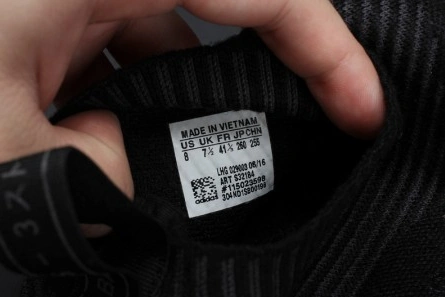 MADE IN VIETNAM
US UK FR JP CHN
8 7½ 41⅓ 260 255
LHG 029003 06/16
ART S32184
#115023598
adidas